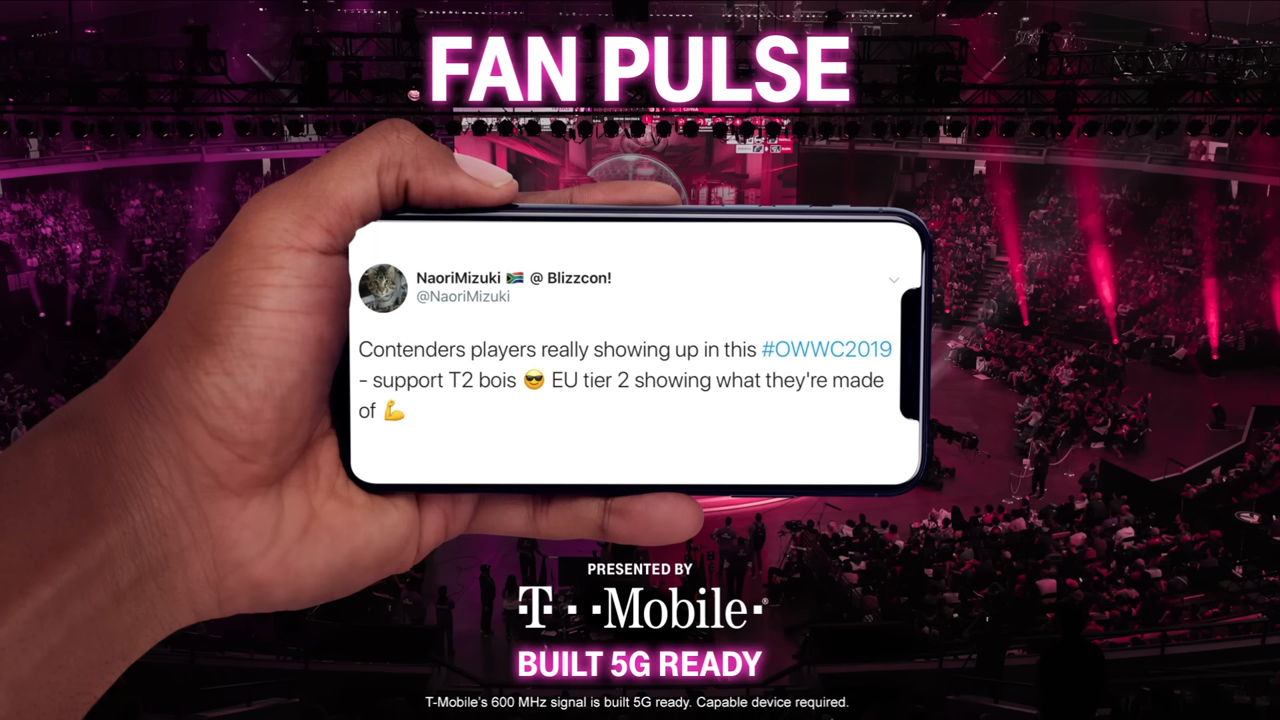 FAN PULSE
NaoriMizuki 🇿🇦 @ Blizzcon!
@NaoriMizuki
Contenders players really showing up in this #OWWC2019
- support T2 bois 😎 EU tier 2 showing what they're made
of 💪
PRESENTED BY
T··Mobile·®
BUILT 5G READY
T-Mobile's 600 MHz signal is built 5G ready. Capable device required.